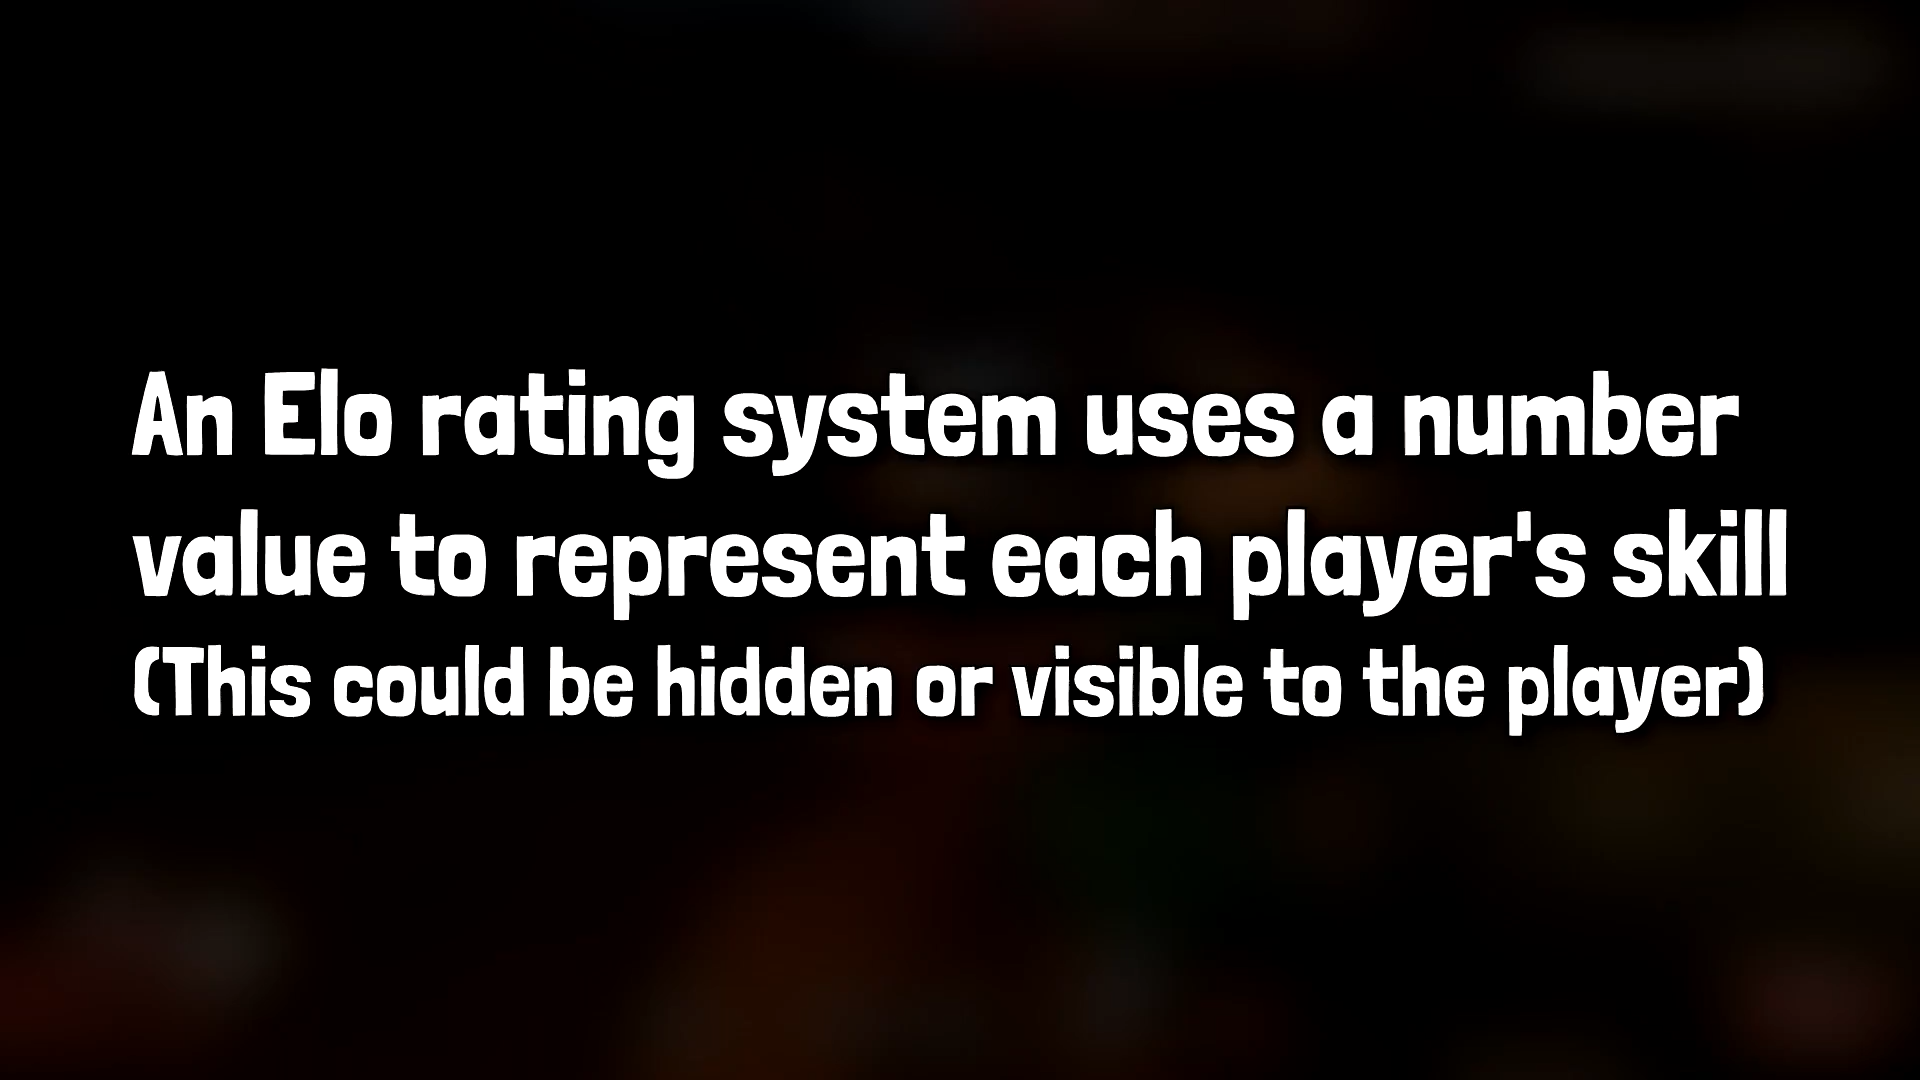 An Elo rating system uses a number
value to represent each player's skill
(This could be hidden or visible to the player)